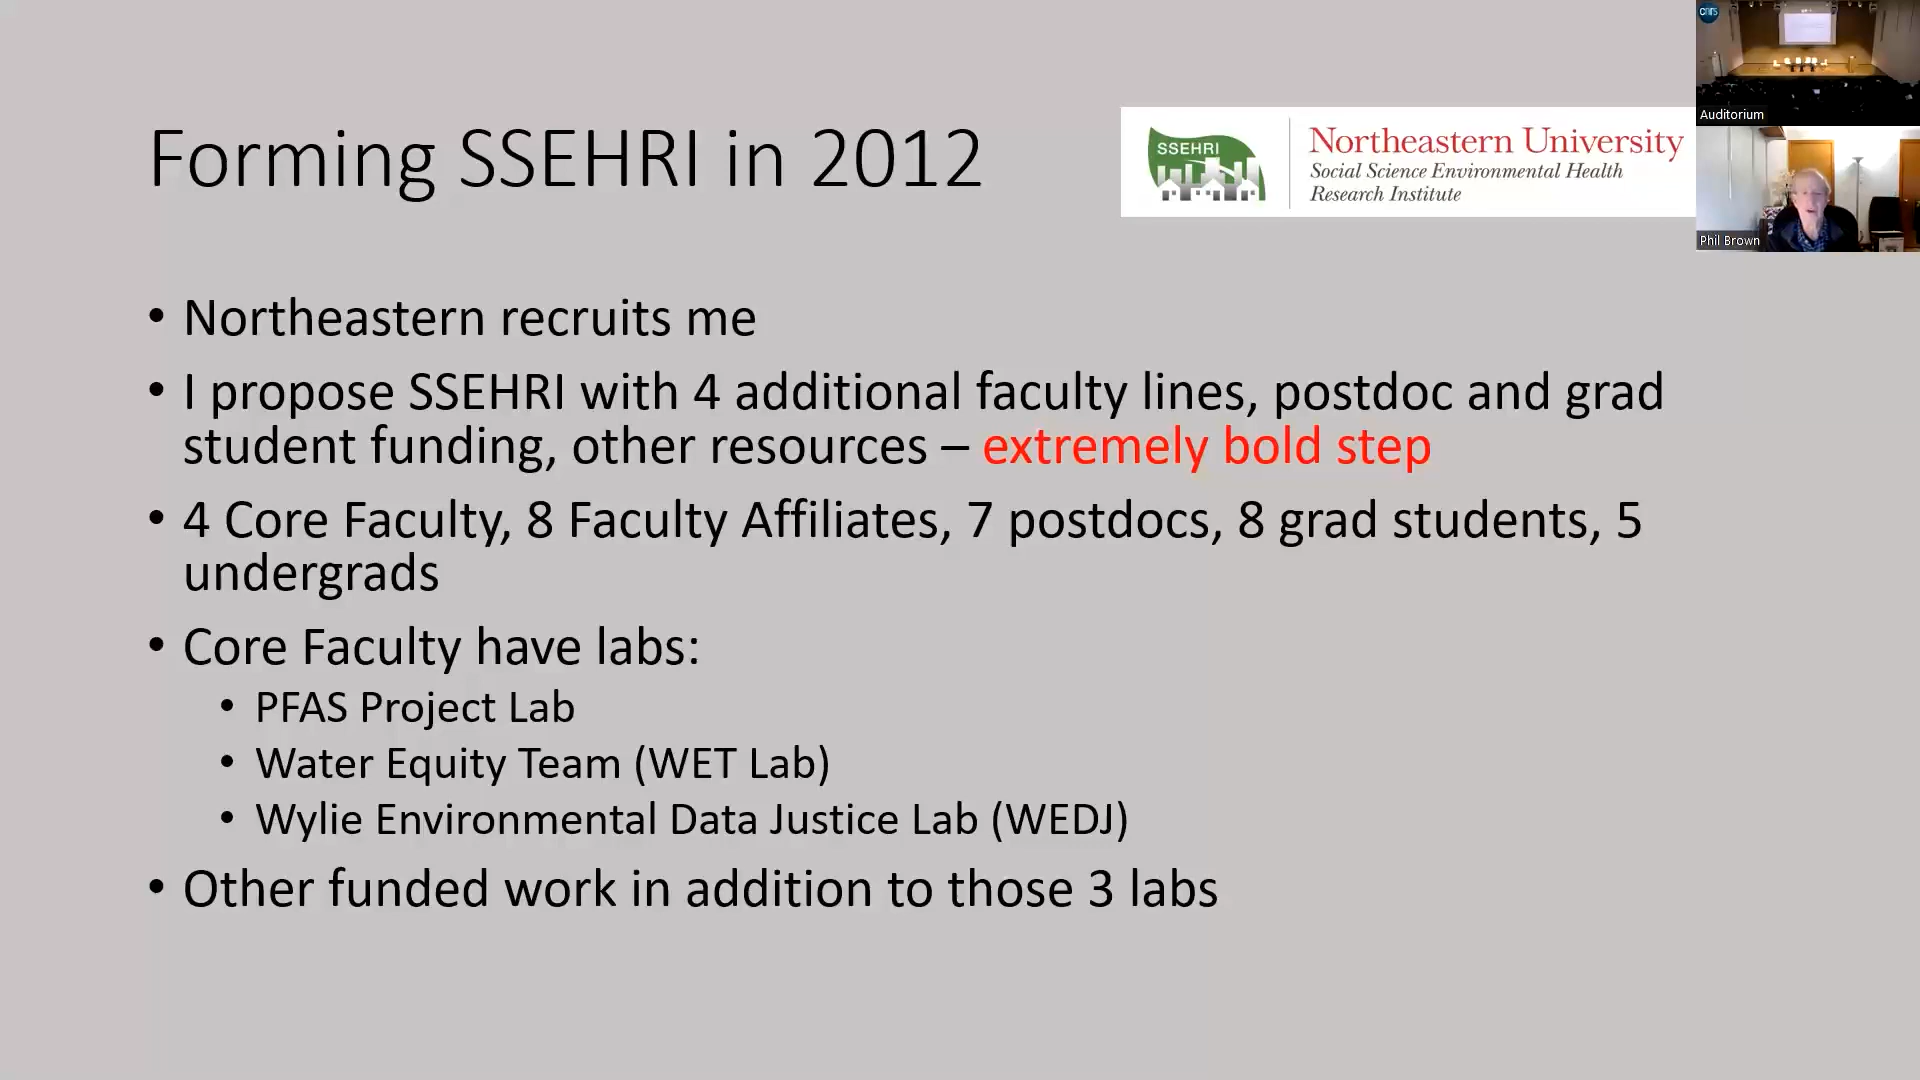 Forming SSEHRI in 2012
SSEHRI
Northeastern University
Social Science Environmental Health
Research Institute
cnrs
Auditorium
Phil Brown
• Northeastern recruits me
• I propose SSEHRI with 4 additional faculty lines, postdoc and grad
student funding, other resources – extremely bold step
• 4 Core Faculty, 8 Faculty Affiliates, 7 postdocs, 8 grad students, 5
undergrads
• Core Faculty have labs:
• PFAS Project Lab
• Water Equity Team (WET Lab)
• Wylie Environmental Data Justice Lab (WEDJ)
• Other funded work in addition to those 3 labs